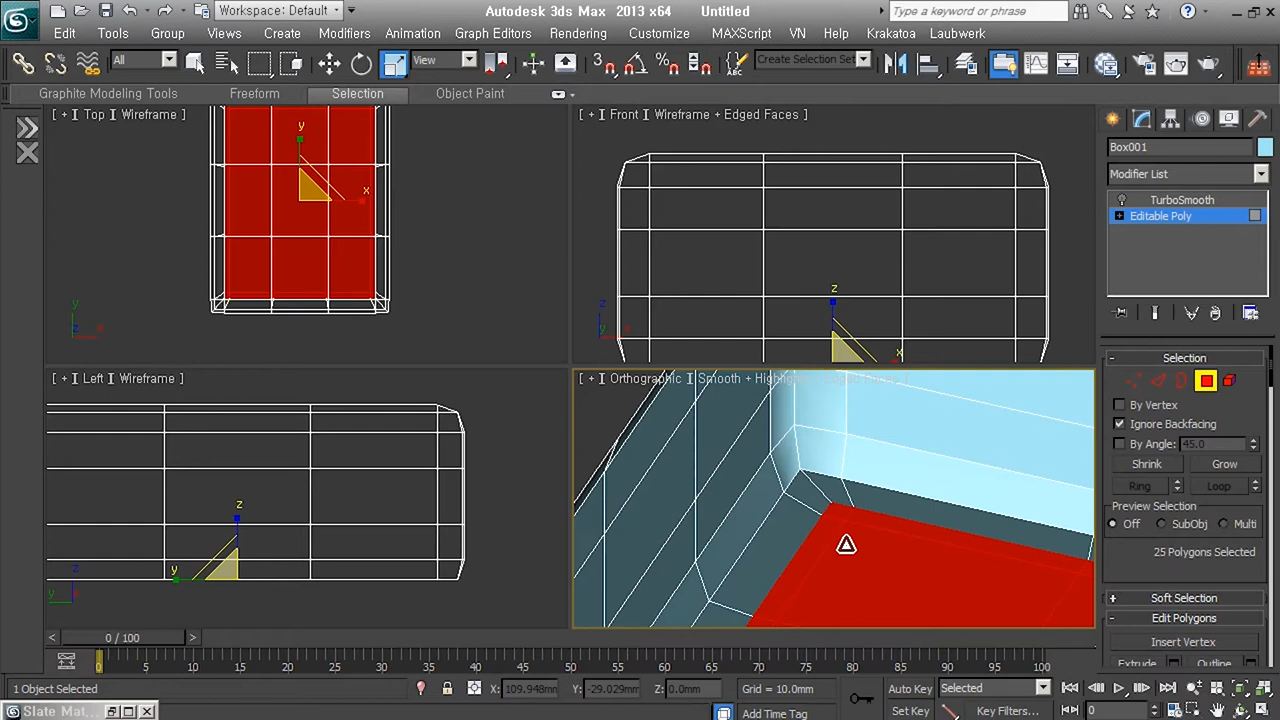 Workspace: Default
Autodesk 3ds Max 2013 x64
Untitled
Type a keyword or phrase
Edit Tools Group Views Create Modifiers Animation Graph Editors Rendering Customize MAXScript VN Help Krakatoa Laubwerk
All
View
Create Selection Set
Graphite Modeling Tools Freeform Selection Object Paint
[ + ] Top ] Wireframe ]
[ + ] Front ] Wireframe + Edged Faces ]
Box001
Modifier List
TurboSmooth
Editable Poly
y
x
z
x
y
z
x
z
y
[ + ] Left ] Wireframe ]
[ + ] Orthographic ] Smooth +
Selection
By Vertex
Ignore Backfacing
By Angle: 45.0
Shrink Grow
Ring Loop
Preview Selection
Off SubObj Multi
25 Polygons Selected
z
y
z
y
Soft Selection
Edit Polygons
Insert Vertex
Extrude Outline
< 0 / 100 >
0 5 10 15 20 25 30 35 40 45 50 55 60 65 70 75 80 85 90 95 100
1 Object Selected
X: 109.948mm Y: -29.029mm Z: 0.0mm Grid = 10.0mm
Auto Key Selected
Add Time Tag
Set Key Key Filters...
0
Slate Mat...